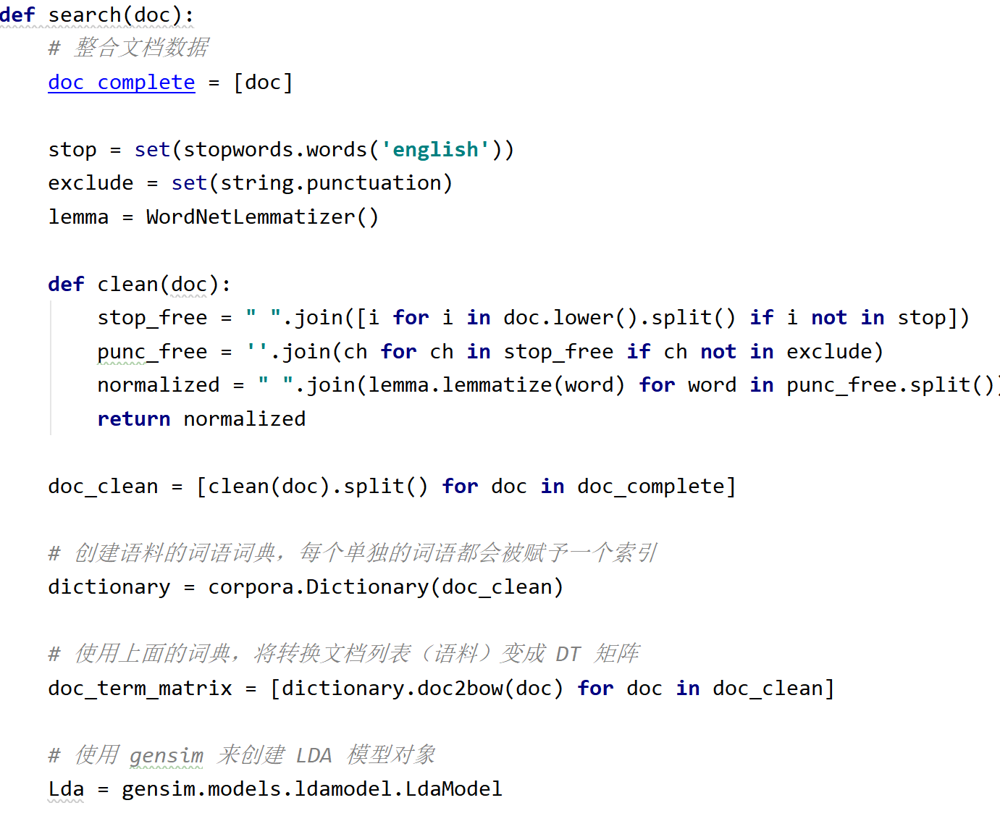 def search(doc):
    # 整合文档数据
    doc_complete = [doc]

    stop = set(stopwords.words('english'))
    exclude = set(string.punctuation)
    lemma = WordNetLemmatizer()

    def clean(doc):
        stop_free = " ".join([i for i in doc.lower().split() if i not in stop])
        punc_free = ''.join(ch for ch in stop_free if ch not in exclude)
        normalized = " ".join(lemma.lemmatize(word) for word in punc_free.split())
        return normalized

    doc_clean = [clean(doc).split() for doc in doc_complete]

    # 创建语料的词语词典，每个单独的词语都会被赋予一个索引
    dictionary = corpora.Dictionary(doc_clean)

    # 使用上面的词典，将转换文档列表（语料）变成 DT 矩阵
    doc_term_matrix = [dictionary.doc2bow(doc) for doc in doc_clean]

    # 使用 gensim 来创建 LDA 模型对象
    Lda = gensim.models.ldamodel.LdaModel